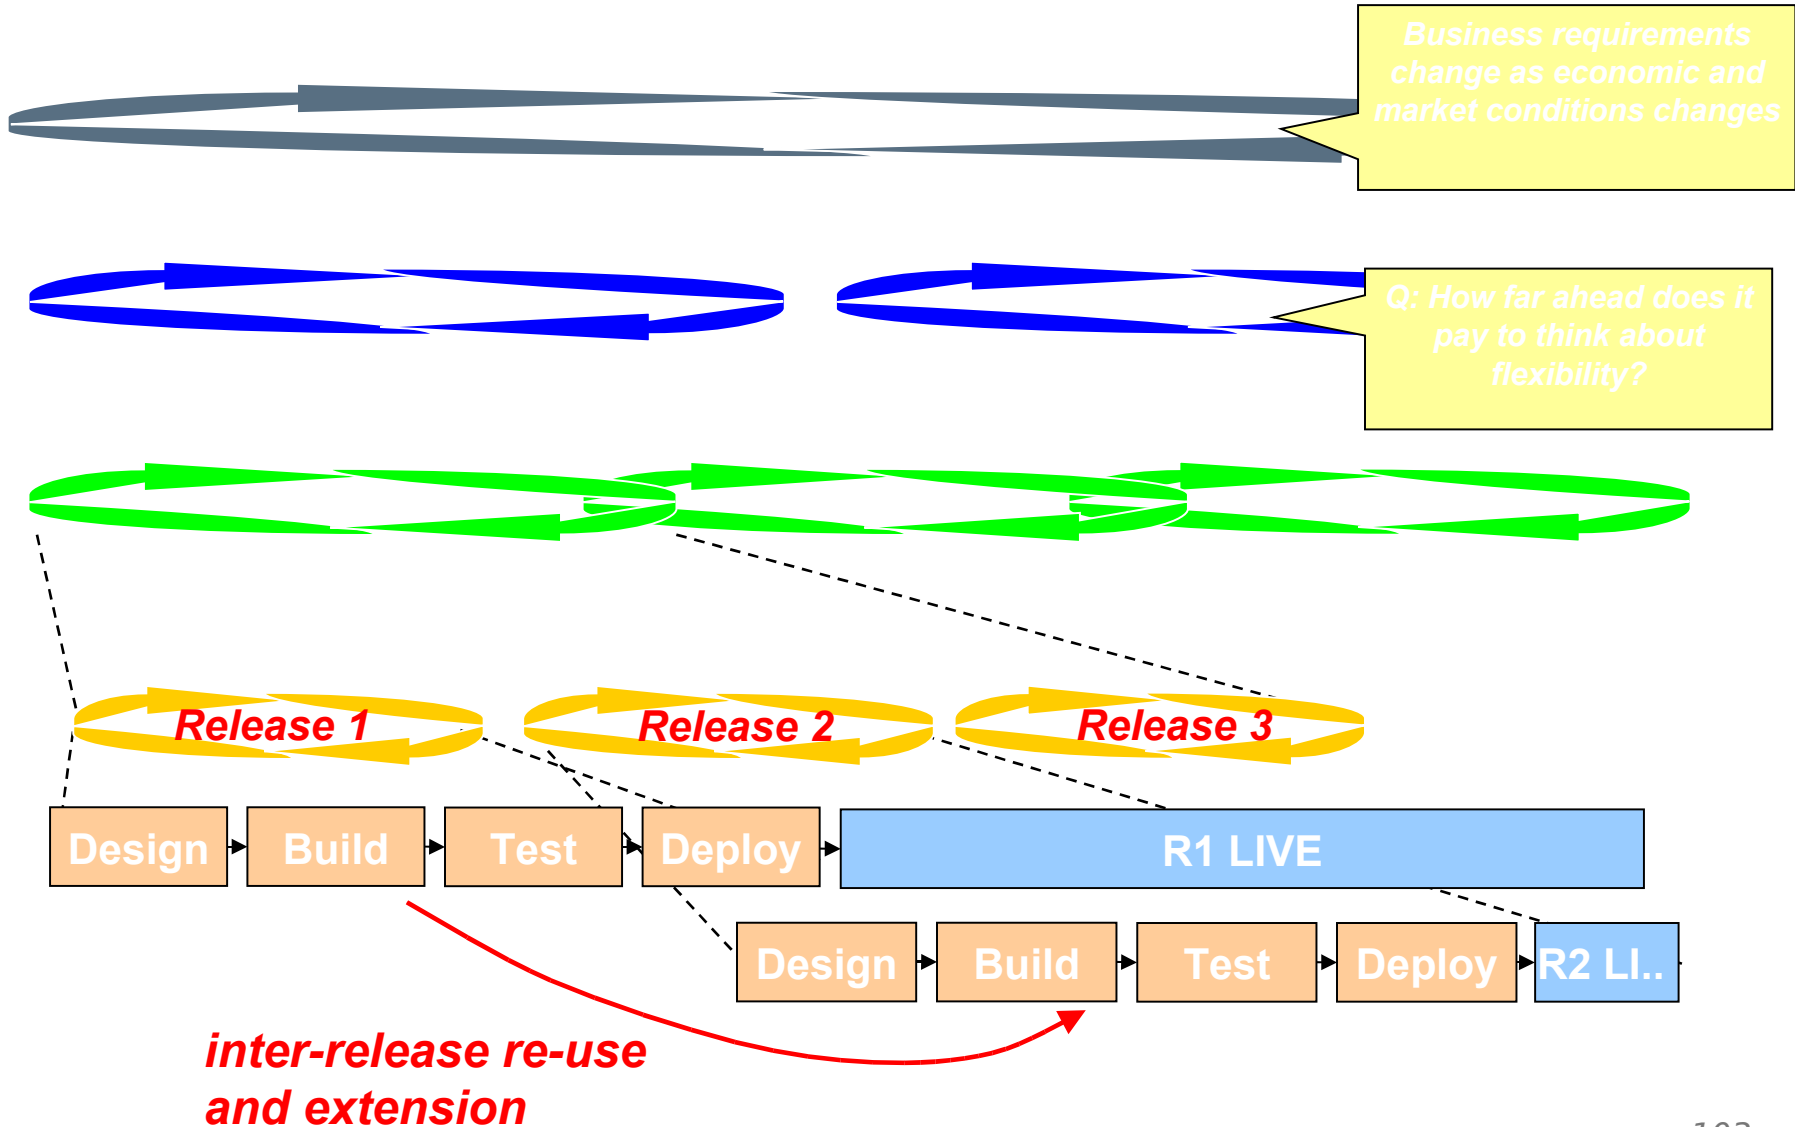 Business requirements
change as economic and
market conditions changes
Q: How far ahead does it
pay to think about
flexibility?
Release 1
Release 2
Release 3
Design
Build
Test
Deploy
R1 LIVE
Design
Build
Test
Deploy
R2 LI..
inter-release re-use
and extension